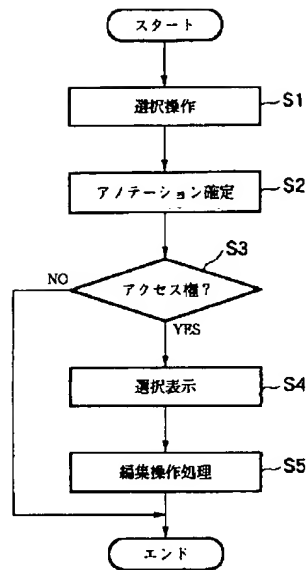 スタート
選択操作
S1
アノテーション確定
S2
S3
アクセス権？
NO
YES
選択表示
S4
編集操作処理
S5
エンド